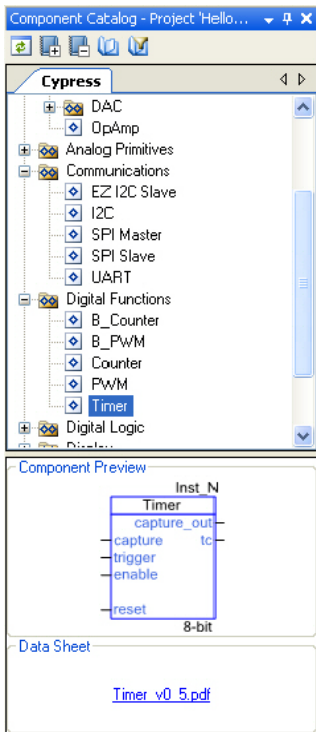 Component Catalog - Project 'Hello...
Cypress
DAC
OpAmp
Analog Primitives
Communications
EZ I2C Slave
I2C
SPI Master
SPI Slave
UART
Digital Functions
B_Counter
B_PWM
Counter
PWM
Timer
Digital Logic
Display
Component Preview
Inst_N
Timer
capture_out
capture tc
trigger
enable
reset
8-bit
Data Sheet
Timer_v0_5.pdf